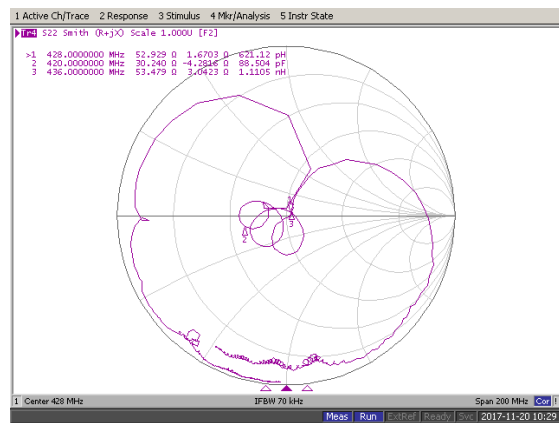 1 Active Ch/Trace 2 Response 3 Stimulus 4 Mkr/Analysis 5 Instr State
Tr4 S22 Smith (R+jX) Scale 1.000U [F2]
>1 428.0000000 MHz 52.929 Ω 1.6703 Ω 621.12 pH
2 420.0000000 MHz 30.240 Ω -4.2816 Ω 88.504 pF
3 436.0000000 MHz 53.479 Ω 3.0423 Ω 1.1105 nH
2
3
1 Center 428 MHz IFBW 70 kHz Span 200 MHz Cor !
Meas Run ExtRef Ready Svc 2017-11-20 10:29